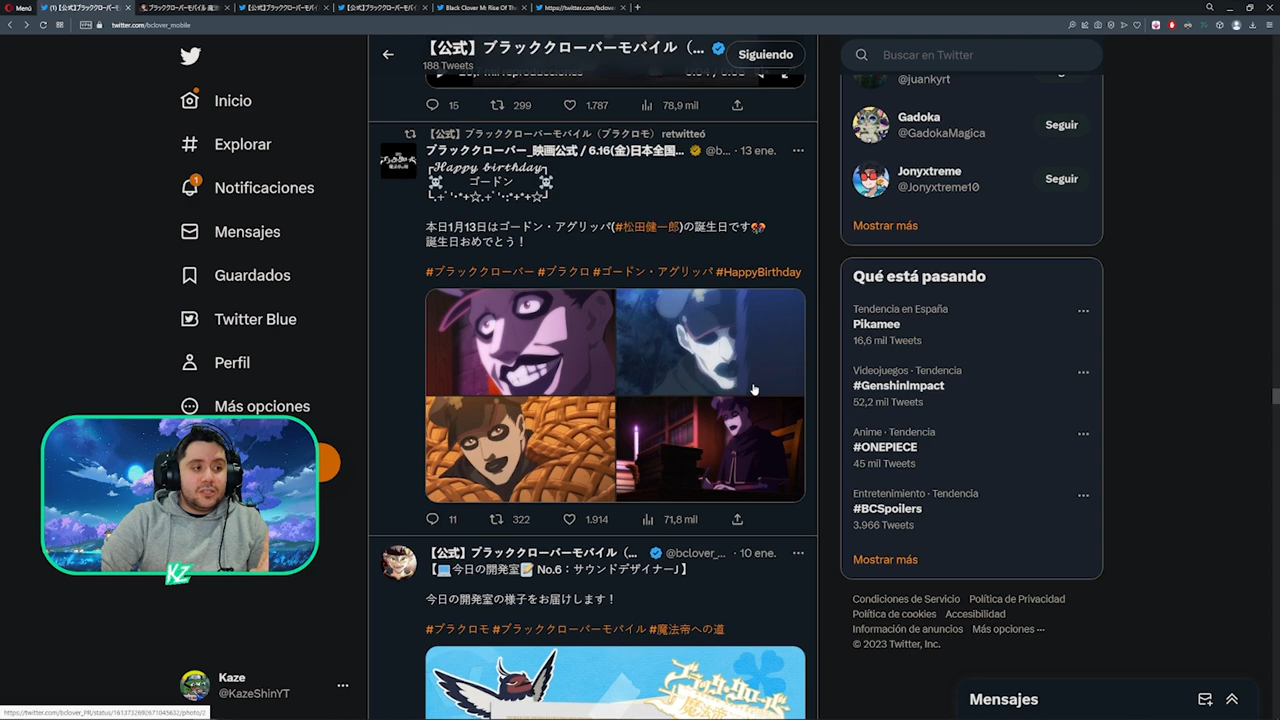 Menú
twitter.com/bclover_mobile
【公式】ブラッククローバーモバイル（...
188 Tweets
Siguiendo
Buscar en Twitter
Inicio
Explorar
Notificaciones
1
Mensajes
Guardados
Twitter Blue
Perfil
Más opciones
KZ
Kaze
@KazeShinYT
15 299 1.787 78,9 mil
【公式】ブラッククローバーモバイル（ブラクロモ）retwitteó
ブラッククローバー_映画公式 / 6.16(金)日本全国... @b... · 13 ene.
Happy birthday
ゴードン
本日1月13日はゴードン・アグリッパ(#松田健一郎)の誕生日です
誕生日おめでとう！
#ブラッククローバー #ブラクロ #ゴードン・アグリッパ #HappyBirthday
11 322 1.914 71,8 mil
【公式】ブラッククローバーモバイル（... @bclover_... · 10 ene.
【今日の開発室 No.6：サウンドデザイナーJ】
今日の開発室の様子をお届けします！
#ブラクロモ #ブラッククローバーモバイル #魔法帝への道
@juankyrt
Gadoka
@GadokaMagica
Seguir
Jonyxtreme
@Jonyxtreme10
Seguir
Mostrar más
Qué está pasando
Tendencia en España
Pikamee
16,6 mil Tweets
Videojuegos · Tendencia
#GenshinImpact
52,2 mil Tweets
Anime · Tendencia
#ONEPIECE
45 mil Tweets
Entretenimiento · Tendencia
#BCSpoilers
3.966 Tweets
Mostrar más
Condiciones de Servicio Política de Privacidad
Política de cookies Accesibilidad
Información de anuncios Más opciones ···
© 2023 Twitter, Inc.
Mensajes